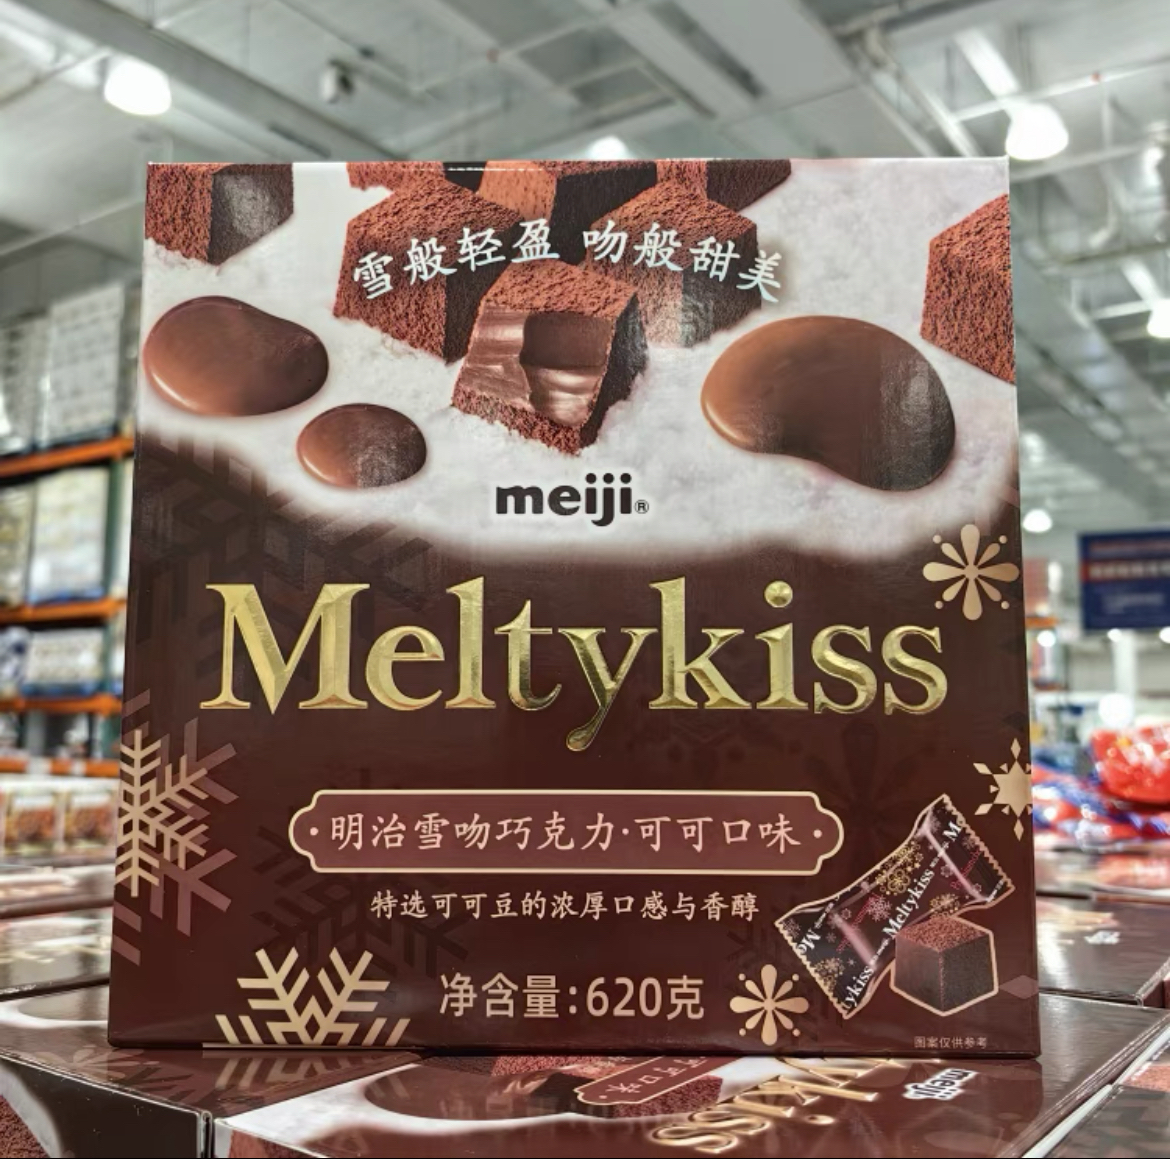 雪般轻盈 吻般甜美
meiji®
Meltykiss
·明治雪吻巧克力·可可口味·
特选可可豆的浓厚口感与香醇
Meltykiss
净含量:620克
图案仅供参考
meiji